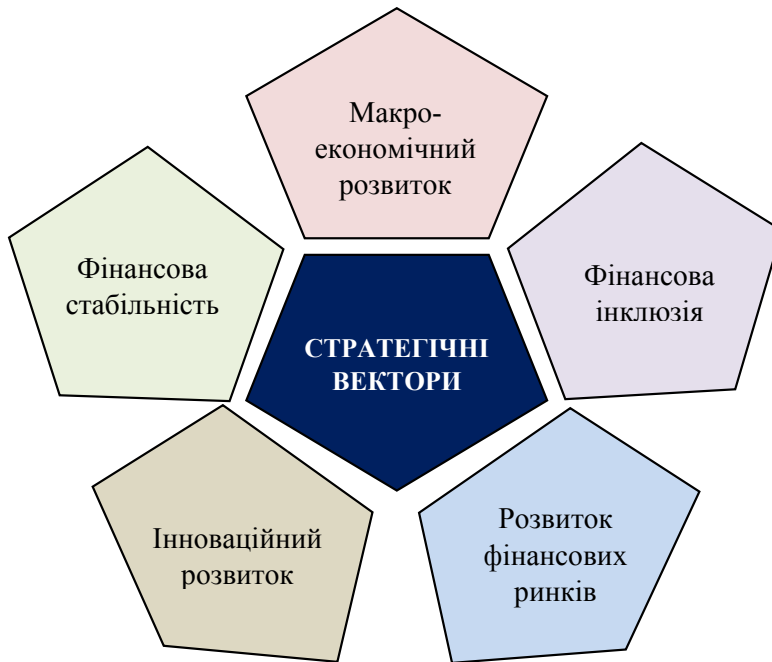 Макро-
економічний
розвиток
Фінансова
стабільність
Фінансова
інклюзія
СТРАТЕГІЧНІ
ВЕКТОРИ
Інноваційний
розвиток
Розвиток
фінансових
ринків